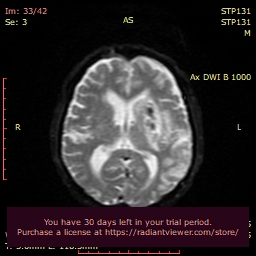 Im: 33/42
Se: 3
AS
STP131
STP131
M
Ax DWI B 1000
R
L
You have 30 days left in your trial period.
Purchase a license at https://radiantviewer.com/store/